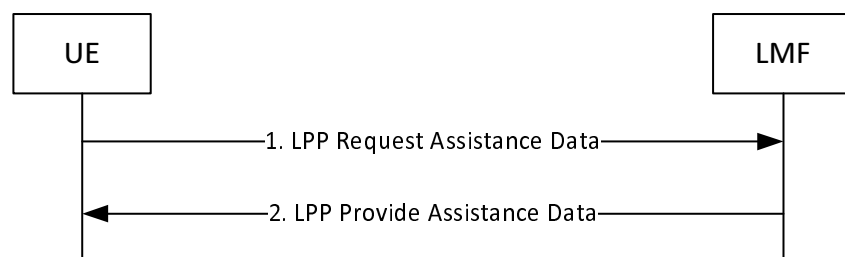 UE
LMF
1. LPP Request Assistance Data
2. LPP Provide Assistance Data